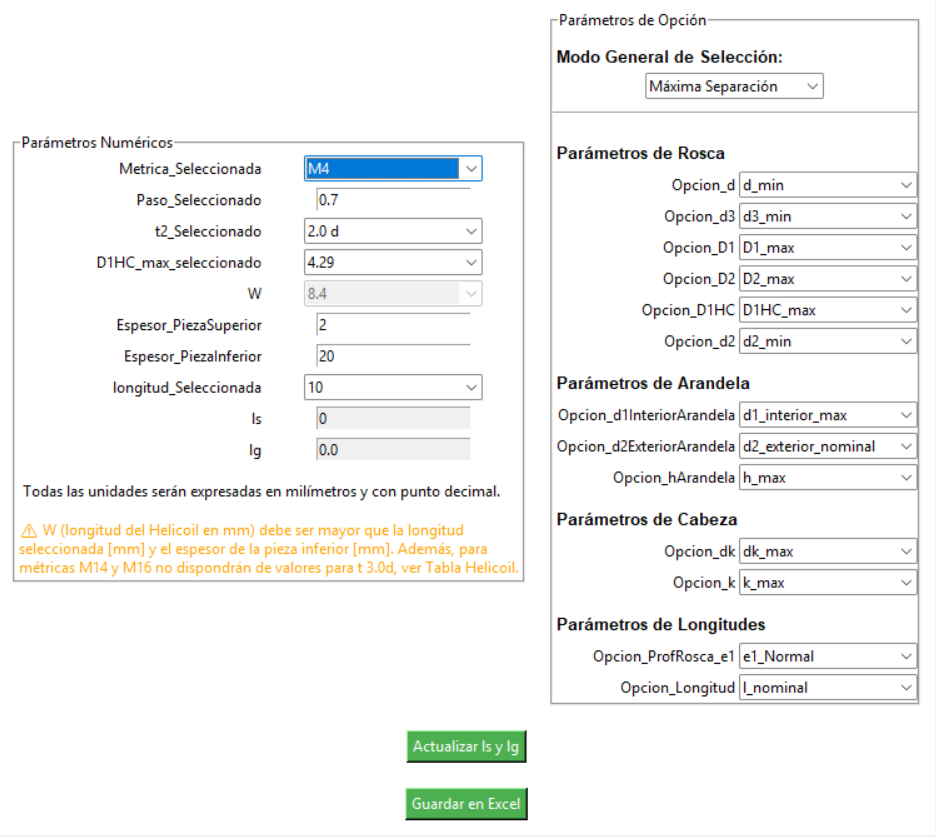 Parámetros Numéricos
Metrica_Seleccionada M4
Paso_Seleccionado 0.7
t2_Seleccionado 2.0 d
D1HC_max_seleccionado 4.29
W 8.4
Espesor_PiezaSuperior 2
Espesor_PiezaInferior 20
longitud_Seleccionada 10
ls 0
lg 0.0
Todas las unidades serán expresadas en milímetros y con punto decimal.
⚠ W (longitud del Helicoil en mm) debe ser mayor que la longitud
seleccionada [mm] y el espesor de la pieza inferior [mm]. Además, para
métricas M14 y M16 no dispondrán de valores para t 3.0d, ver Tabla Helicoil.
Parámetros de Opción
Modo General de Selección:
Máxima Separación
Parámetros de Rosca
Opcion_d d_min
Opcion_d3 d3_min
Opcion_D1 D1_max
Opcion_D2 D2_max
Opcion_D1HC D1HC_max
Opcion_d2 d2_min
Parámetros de Arandela
Opcion_d1InteriorArandela d1_interior_max
Opcion_d2ExteriorArandela d2_exterior_nominal
Opcion_hArandela h_max
Parámetros de Cabeza
Opcion_dk dk_max
Opcion_k k_max
Parámetros de Longitudes
Opcion_ProfRosca_e1 e1_Normal
Opcion_Longitud l_nominal
Actualizar ls y lg
Guardar en Excel